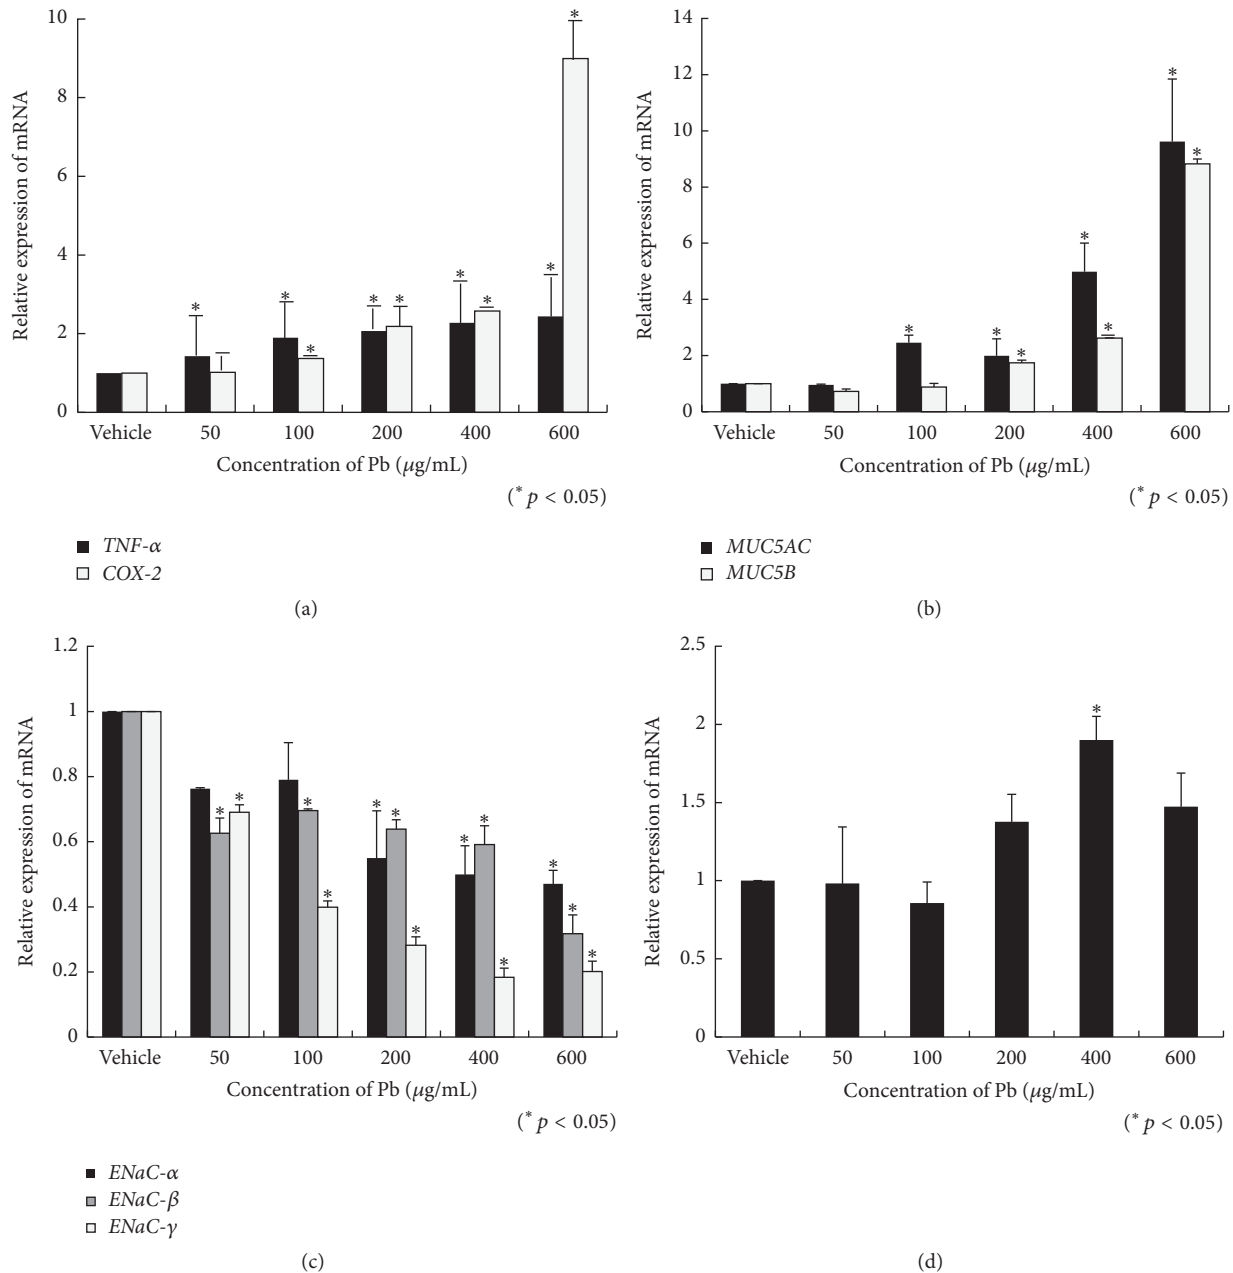 Relative expression of mRNA
10
8
6
4
2
0
* * * * * * * * *
Vehicle 50 100 200 400 600
Concentration of Pb (μg/mL)
(* p < 0.05)
TNF-α
COX-2
(a)
Relative expression of mRNA
14
12
10
8
6
4
2
0
* * * * * * *
Vehicle 50 100 200 400 600
Concentration of Pb (μg/mL)
(* p < 0.05)
MUC5AC
MUC5B
(b)
Relative expression of mRNA
1.2
1
0.8
0.6
0.4
0.2
0
* * * * * * * * * * * * *
Vehicle 50 100 200 400 600
Concentration of Pb (μg/mL)
(* p < 0.05)
ENaC-α
ENaC-β
ENaC-γ
(c)
Relative expression of mRNA
2.5
2
1.5
1
0.5
0
*
Vehicle 50 100 200 400 600
Concentration of Pb (μg/mL)
(* p < 0.05)
(d)